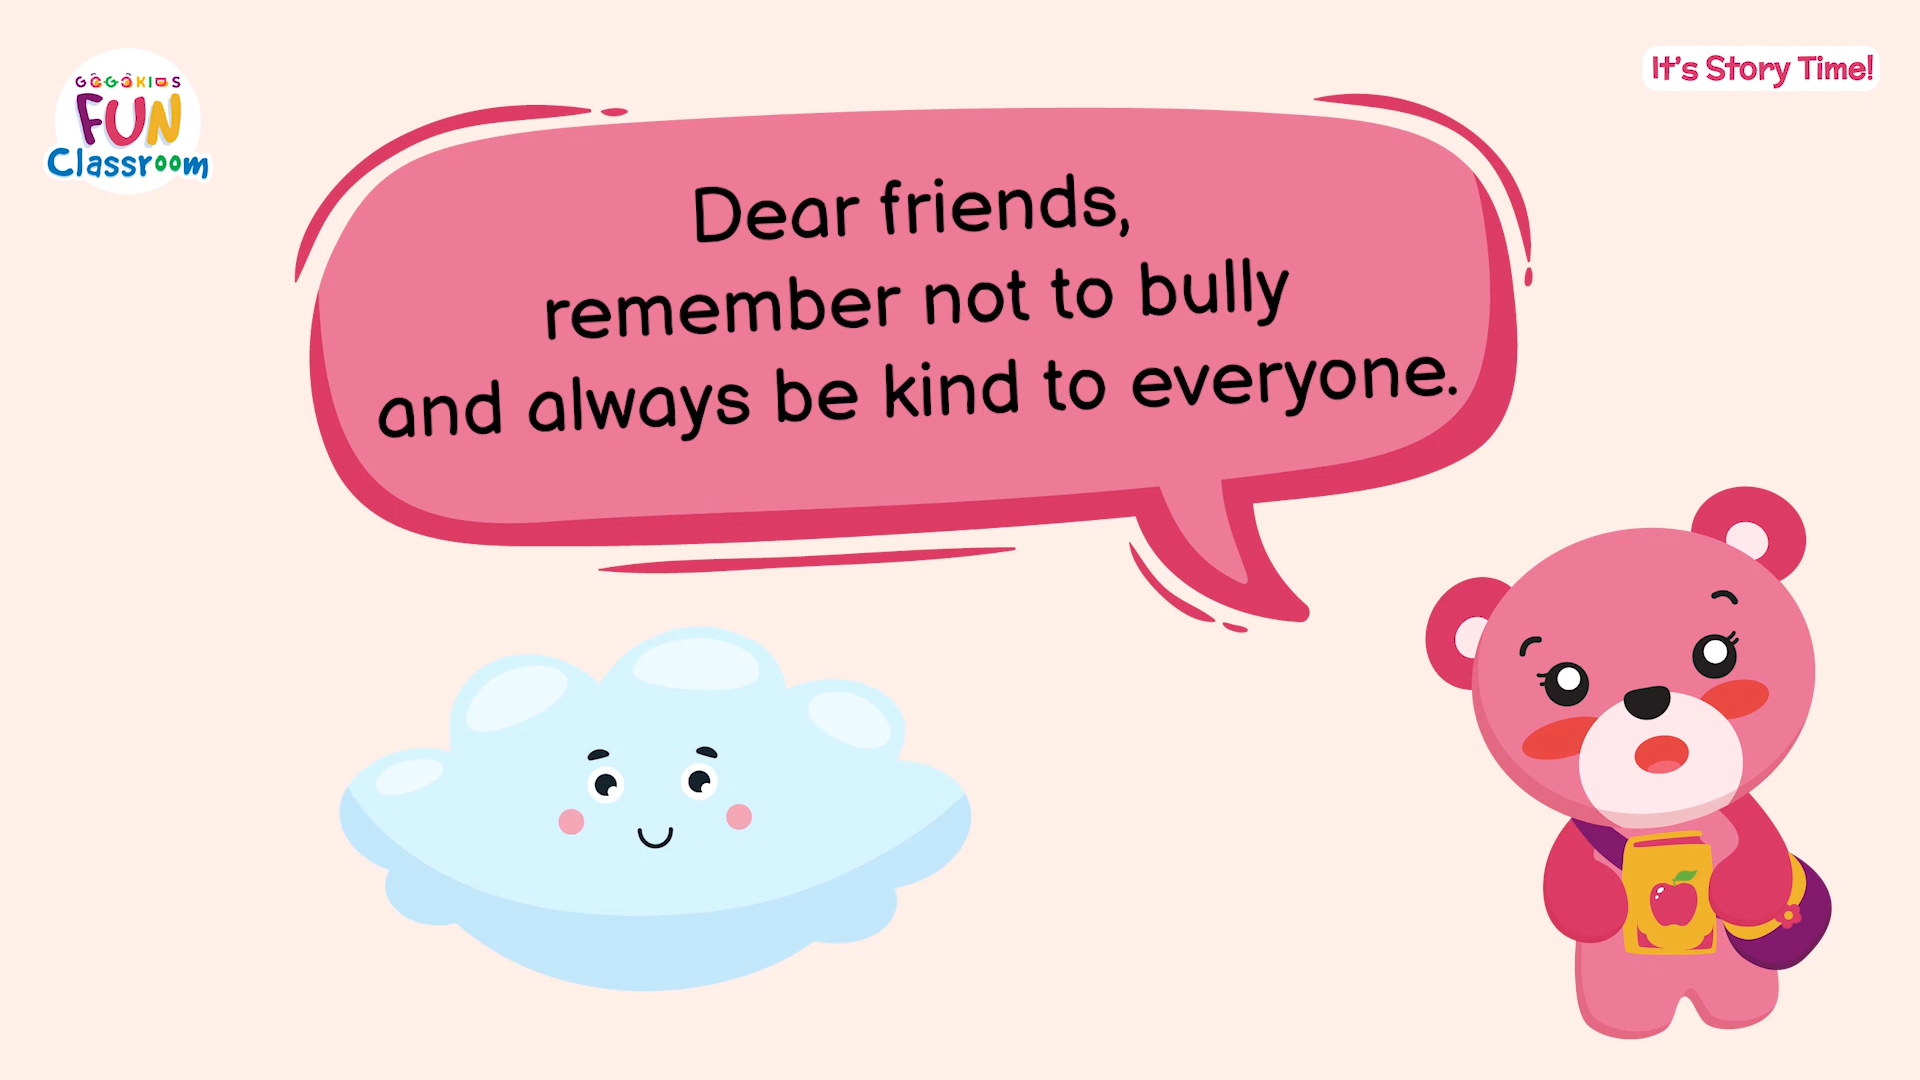 GOGOKIDS
FUN
Classroom
It's Story Time!
Dear friends,
remember not to bully
and always be kind to everyone.